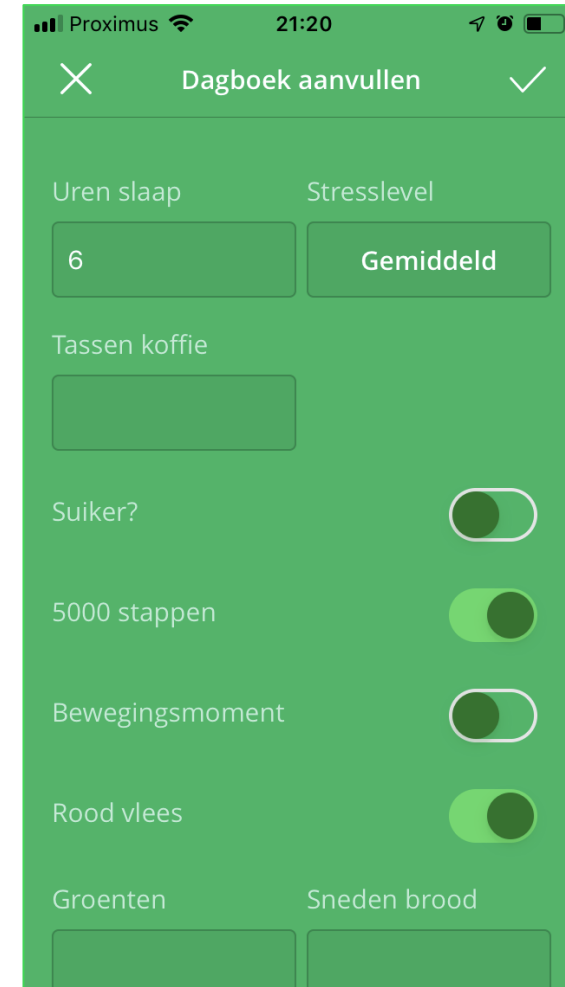 Proximus 21:20
Dagboek aanvullen
Uren slaap Stresslevel
6 Gemiddeld
Tassen koffie
Suiker?
5000 stappen
Bewegingsmoment
Rood vlees
Groenten Sneden brood